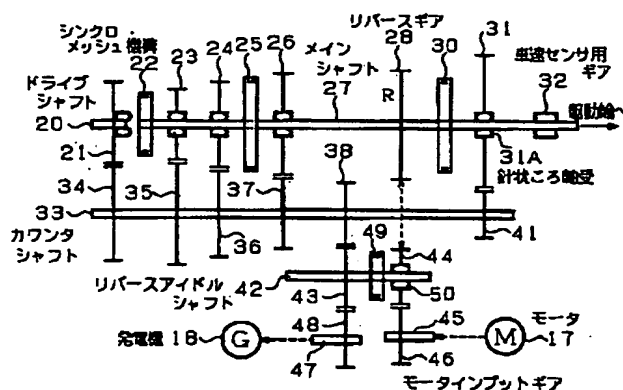 シンクロ
メッシュ機構
22
23
24
25
26
メイン
シャフト
27
リバースギア
28
R
30
31
車速センサ用
ギア
32
駆動輪へ
ドライブ
シャフト
20
21
34
31A
針状ころ軸受
38
37
35
33
36
カウンタ
シャフト
49
44
41
リバースアイドル
シャフト
42
43
50
48
45
モータ
発電機 18
G
47
M
17
46
モータインプットギア